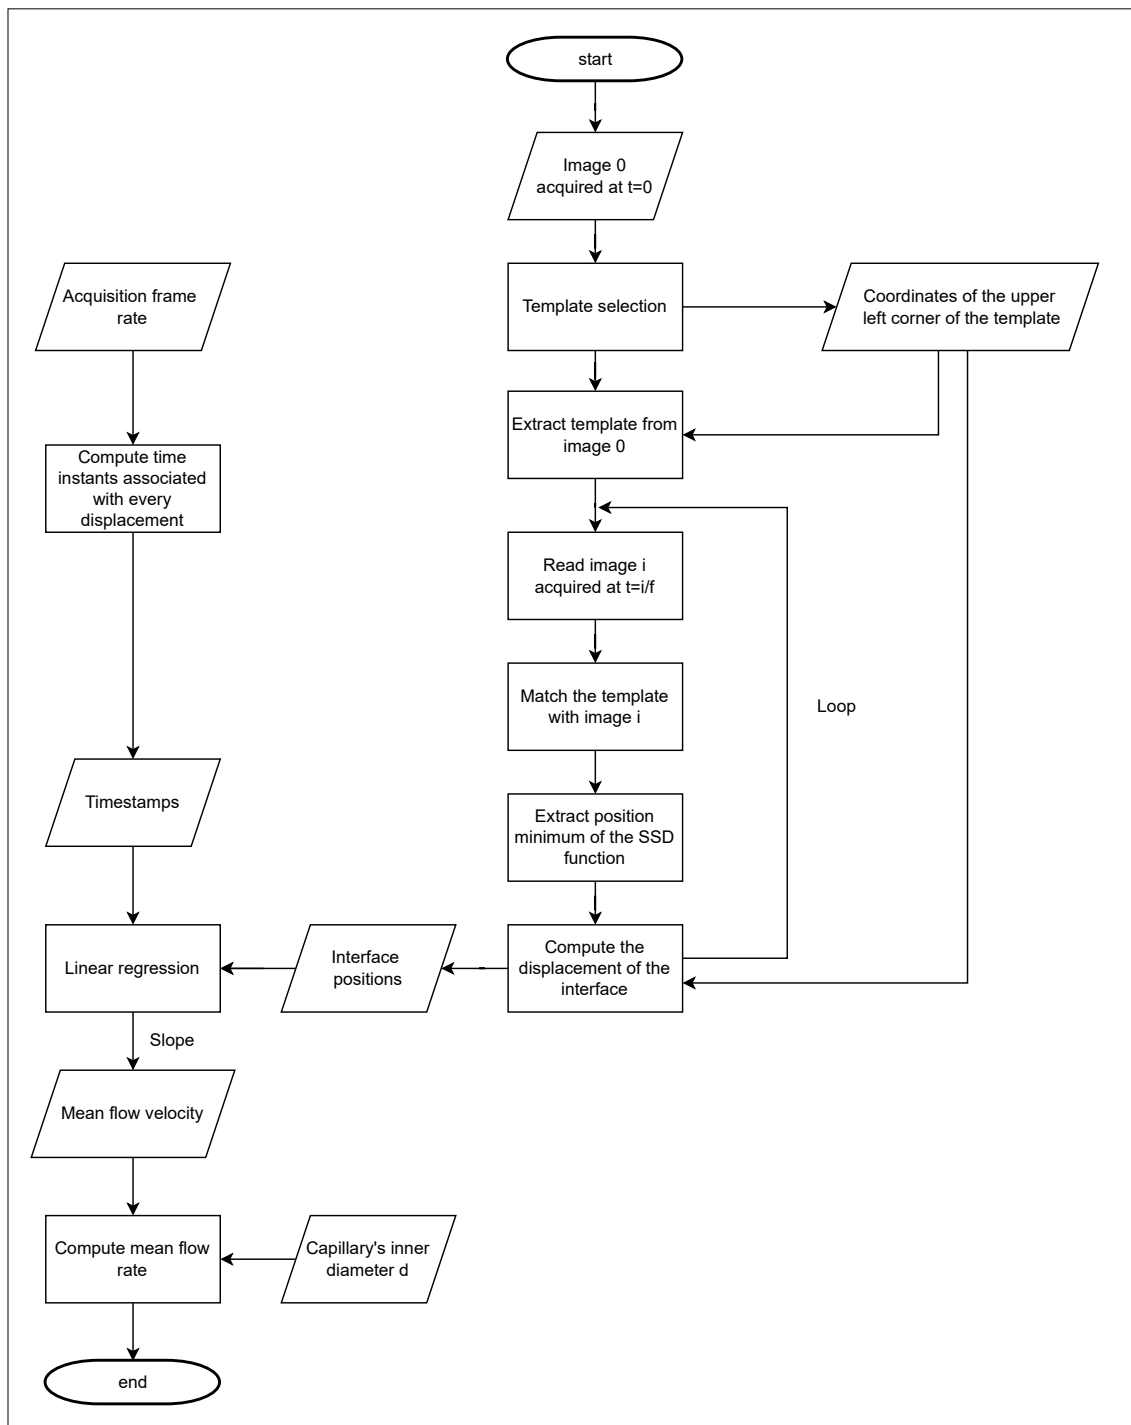 start
Image 0
acquired at t=0
Template selection
Coordinates of the upper
left corner of the template
Acquisition frame
rate
Extract template from
image 0
Compute time
instants associated
with every
displacement
Read image i
acquired at t=i/f
Match the template
with image i
Loop
Timestamps
Extract position
minimum of the SSD
function
Linear regression
Interface
positions
Compute the
displacement of the
interface
Slope
Mean flow velocity
Compute mean flow
rate
Capillary's inner
diameter d
end